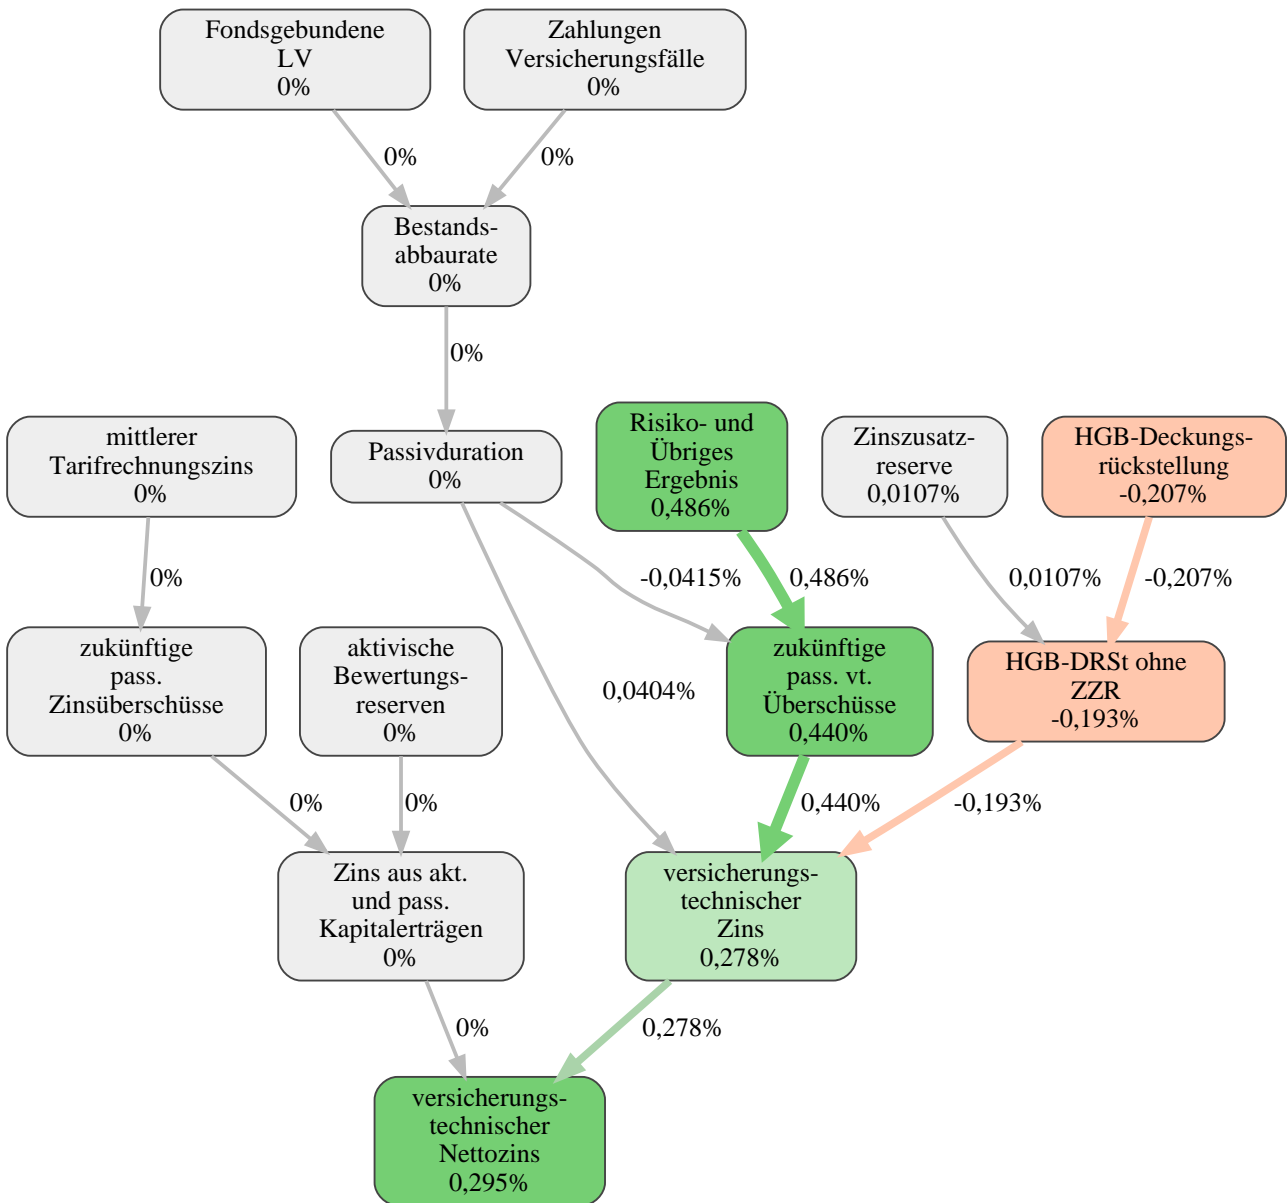 Fondsgebundene
LV
0%
Zahlungen
Versicherungsfälle
0%
0%
0%
Bestands-
abbaurate
0%
0%
mittlerer
Tarifrechnungszins
0%
Passivduration
0%
Risiko- und
Übriges
Ergebnis
0,486%
Zinszusatz-
reserve
0,0107%
HGB-Deckungs-
rückstellung
-0,207%
0%
-0,0415%
0,486%
0,0107%
-0,207%
zukünftige
pass.
Zinsüberschüsse
0%
aktivische
Bewertungs-
reserven
0%
0,0404%
zukünftige
pass. vt.
Überschüsse
0,440%
HGB-DRSt ohne
ZZR
-0,193%
0%
0%
0,440%
-0,193%
Zins aus akt.
und pass.
Kapitalerträgen
0%
versicherungs-
technischer
Zins
0,278%
0%
0,278%
versicherungs-
technischer
Nettozins
0,295%